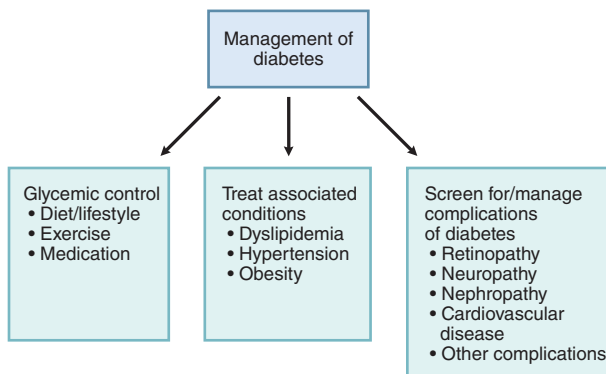 Management of
diabetes
Glycemic control
• Diet/lifestyle
• Exercise
• Medication
Treat associated
conditions
• Dyslipidemia
• Hypertension
• Obesity
Screen for/manage
complications
of diabetes
• Retinopathy
• Neuropathy
• Nephropathy
• Cardiovascular
disease
• Other complications